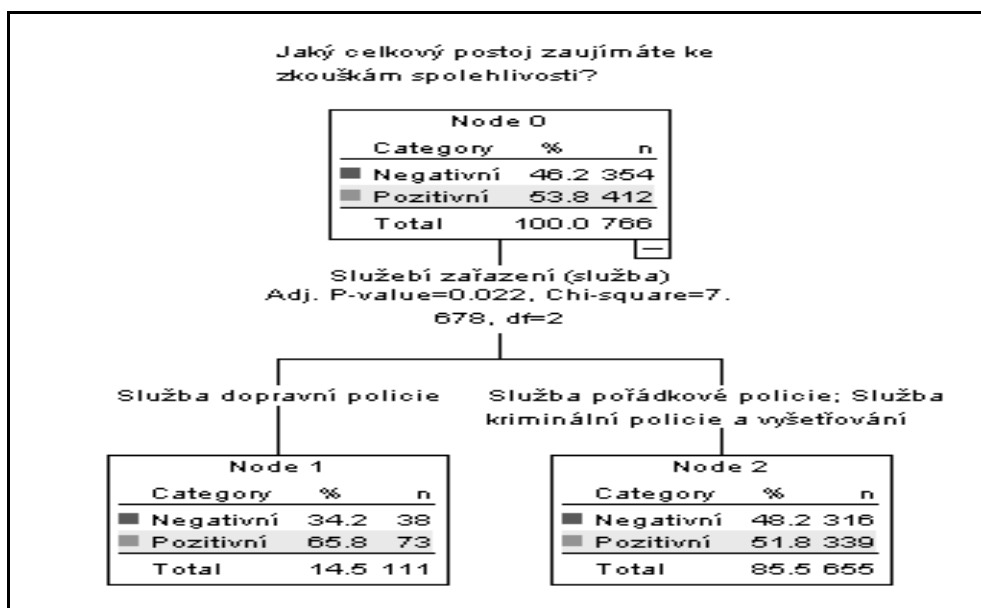 Jaký celkový postoj zaujímáte ke
zkouškám spolehlivosti?
Node 0
Category % n
Negativní 46.2 354
Pozitivní 53.8 412
Total 100.0 766
Služebí zařazení (služba)
Adj. P-value=0.022, Chi-square=7.
678, df=2
Služba dopravní policie
Služba pořádkové policie; Služba
kriminální policie a vyšetřování
Node 1
Category % n
Negativní 34.2 38
Pozitivní 65.8 73
Total 14.5 111
Node 2
Category % n
Negativní 48.2 316
Pozitivní 51.8 339
Total 85.5 655